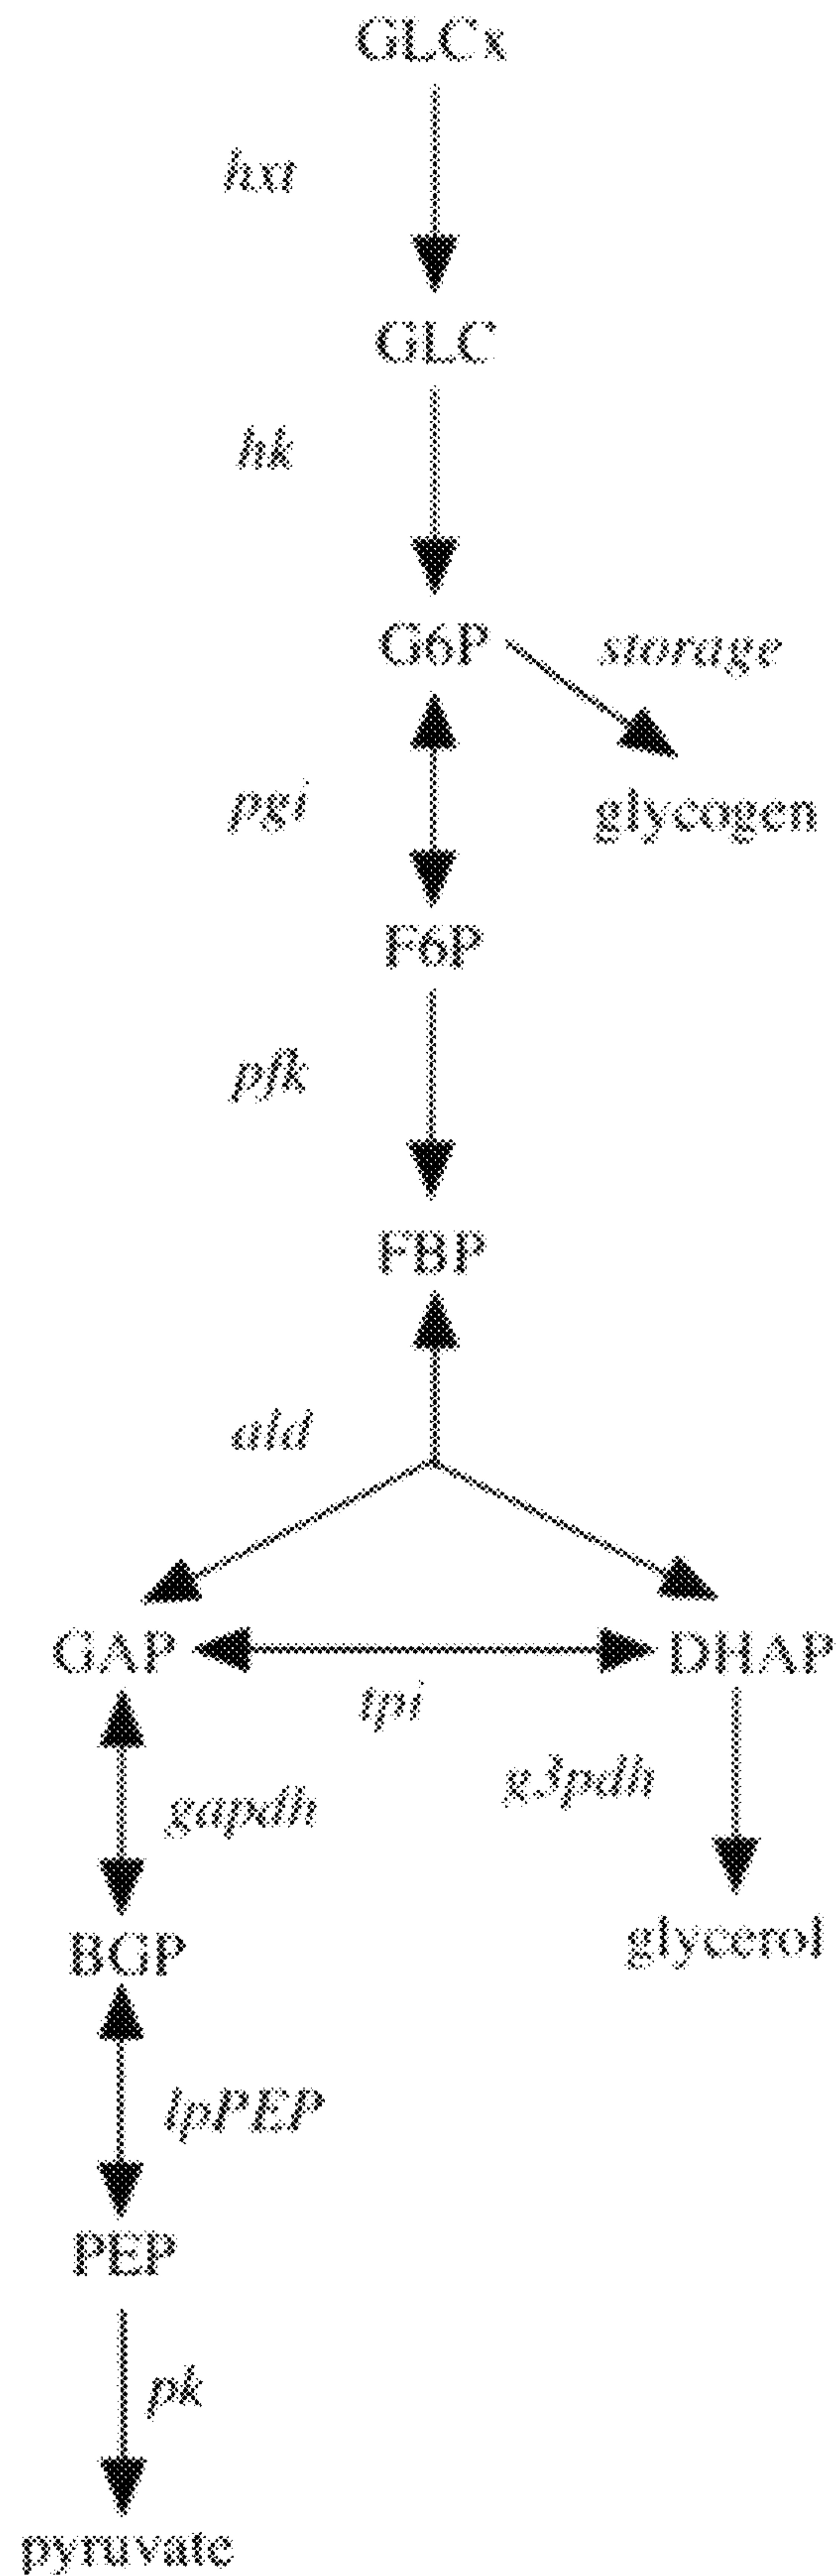 GLCx
hxt
GLC
hk
G6P
storage
pgi
glycogen
F6P
pfk
FBP
ald
GAP
DHAP
tpi
g3pdh
gapdh
BGP
glycerol
lpPEP
PEP
pk
pyruvate